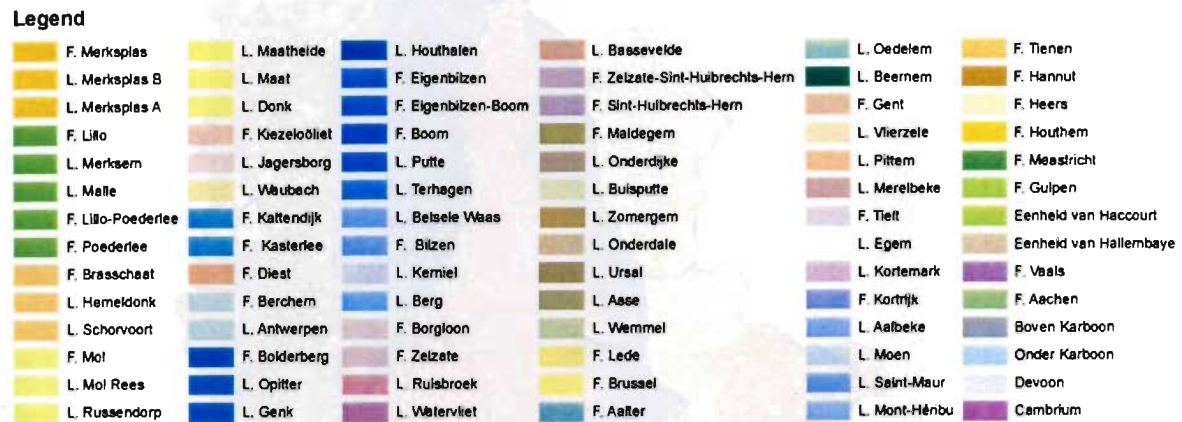 Legend
F. Merksplas
L. Merksplas B
L. Merksplas A
F. Lillo
L. Merksem
L. Malle
F. Lillo-Poederlee
F. Poederlee
F. Brasschaat
L. Hemeldonk
L. Schorvoort
F. Mol
L. Mol Rees
L. Russendorp
L. Maatheide
L. Maat
L. Donk
F. Kiezeloöliet
L. Jagersborg
L. Waubach
F. Kattendijk
F. Kasterlee
F. Diest
F. Berchem
L. Antwerpen
F. Bolderberg
L. Opitter
L. Genk
L. Houthalen
F. Eigenbilzen
F. Eigenbilzen-Boom
F. Boom
L. Putte
L. Terhagen
L. Belsele Waas
F. Bilzen
L. Kerniel
L. Berg
F. Borgloon
F. Zelzate
L. Ruisbroek
L. Watervliet
L. Bassevelde
F. Zelzate-Sint-Huibrechts-Hern
F. Sint-Huibrechts-Hern
F. Maldegem
L. Onderdijke
L. Buisputte
L. Zomergem
L. Onderdale
L. Ursel
L. Asse
L. Wemmel
F. Lede
F. Brussel
F. Aalter
L. Oedelem
L. Beernem
F. Gent
L. Vlierzele
L. Pittem
L. Merelbeke
F. Tielt
L. Egem
L. Kortemark
F. Kortrijk
L. Aalbeke
L. Moen
L. Saint-Maur
L. Mont-Héribu
F. Tienen
F. Hannut
F. Heers
F. Houthem
F. Maastricht
F. Gulpen
Eenheid van Haccourt
Eenheid van Hallembaye
F. Vaals
F. Aachen
Boven Karboon
Onder Karboon
Devoon
Cambrium